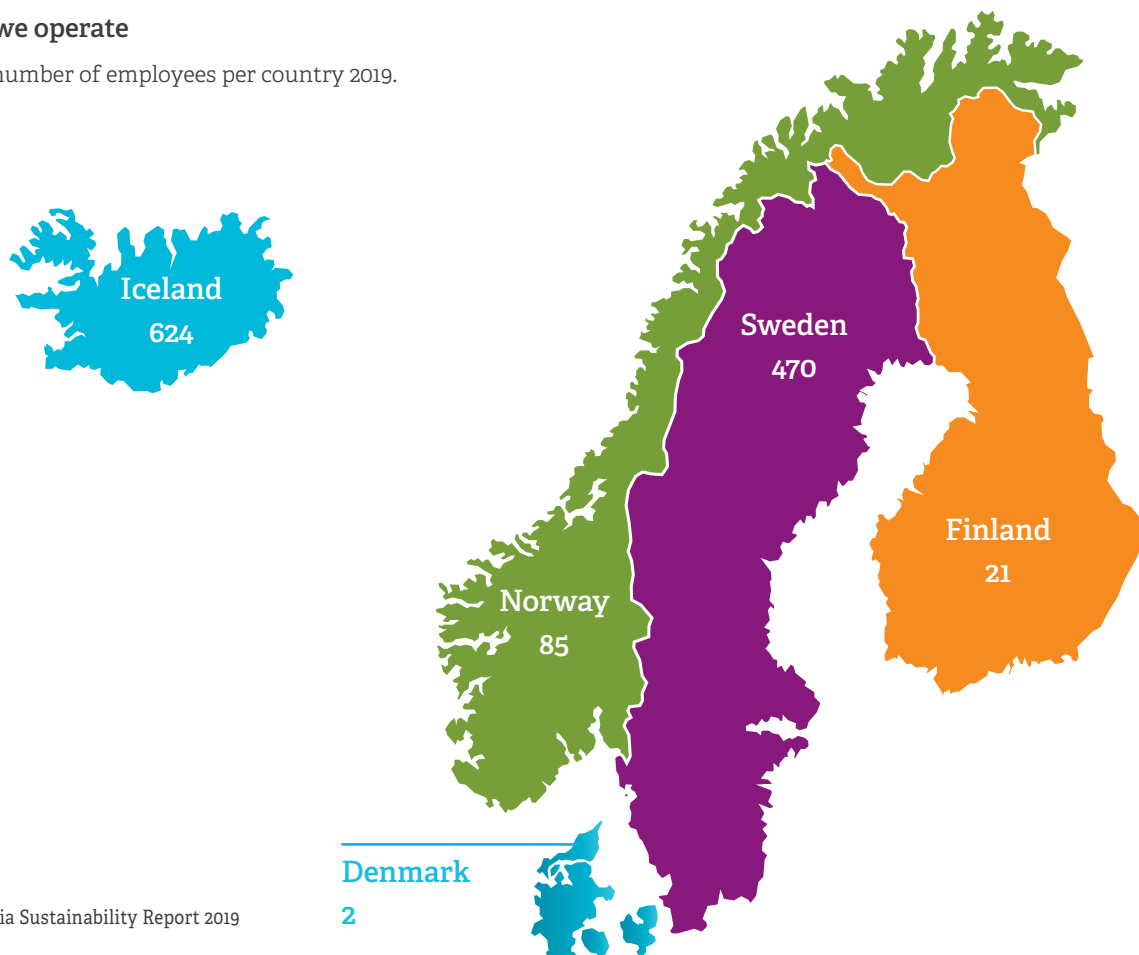 we operate
number of employees per country 2019.
Iceland
624
Sweden
470
Finland
21
Norway
85
Denmark
2
ia Sustainability Report 2019